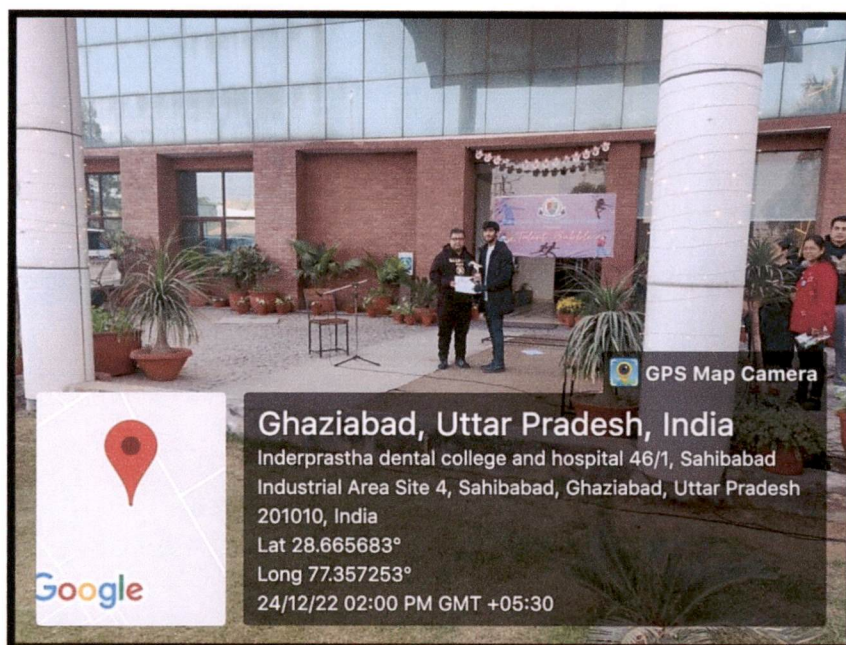 GPS Map Camera
Ghaziabad, Uttar Pradesh, India
Inderprastha dental college and hospital 46/1, Sahibabad
Industrial Area Site 4, Sahibabad, Ghaziabad, Uttar Pradesh
201010, India
Lat 28.665683°
Long 77.357253°
24/12/22 02:00 PM GMT +05:30
Google